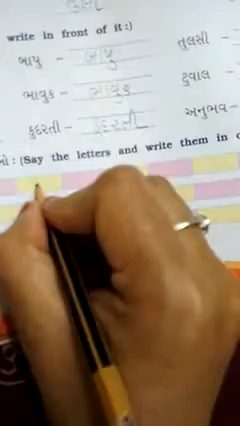 write in front of it:)
બાપુ – બાપુ
તુલસી –
ભાવુક – ભાવુક
ટુવાલ –
કુદરતી – કુદરતી
અનુભવ –
ઓ : (Say the letters and write them in